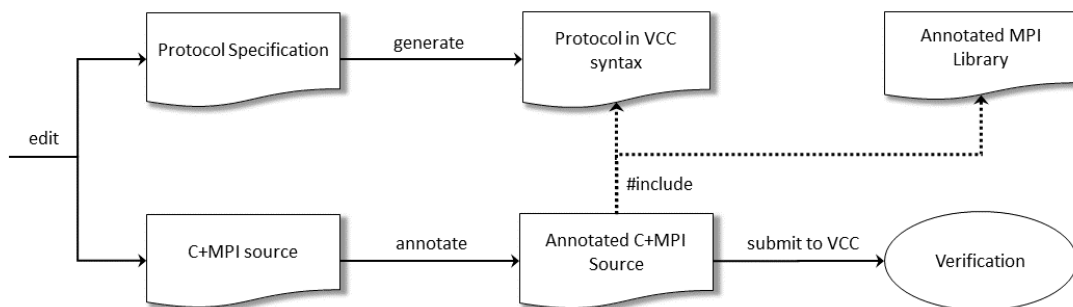 Protocol Specification
generate
Protocol in VCC
syntax
Annotated MPI
Library
edit
#include
C+MPI source
annotate
Annotated C+MPI
Source
submit to VCC
Verification